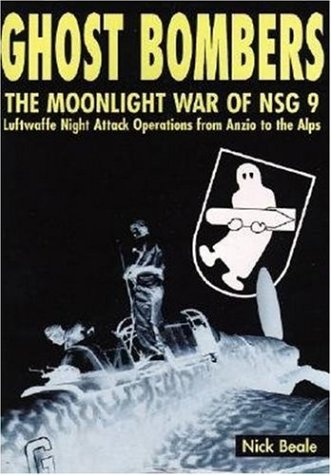 GHOST BOMBERS
THE MOONLIGHT WAR OF NSG 9
Luftwaffe Night Attack Operations from Anzio to the Alps
G
Nick Beale